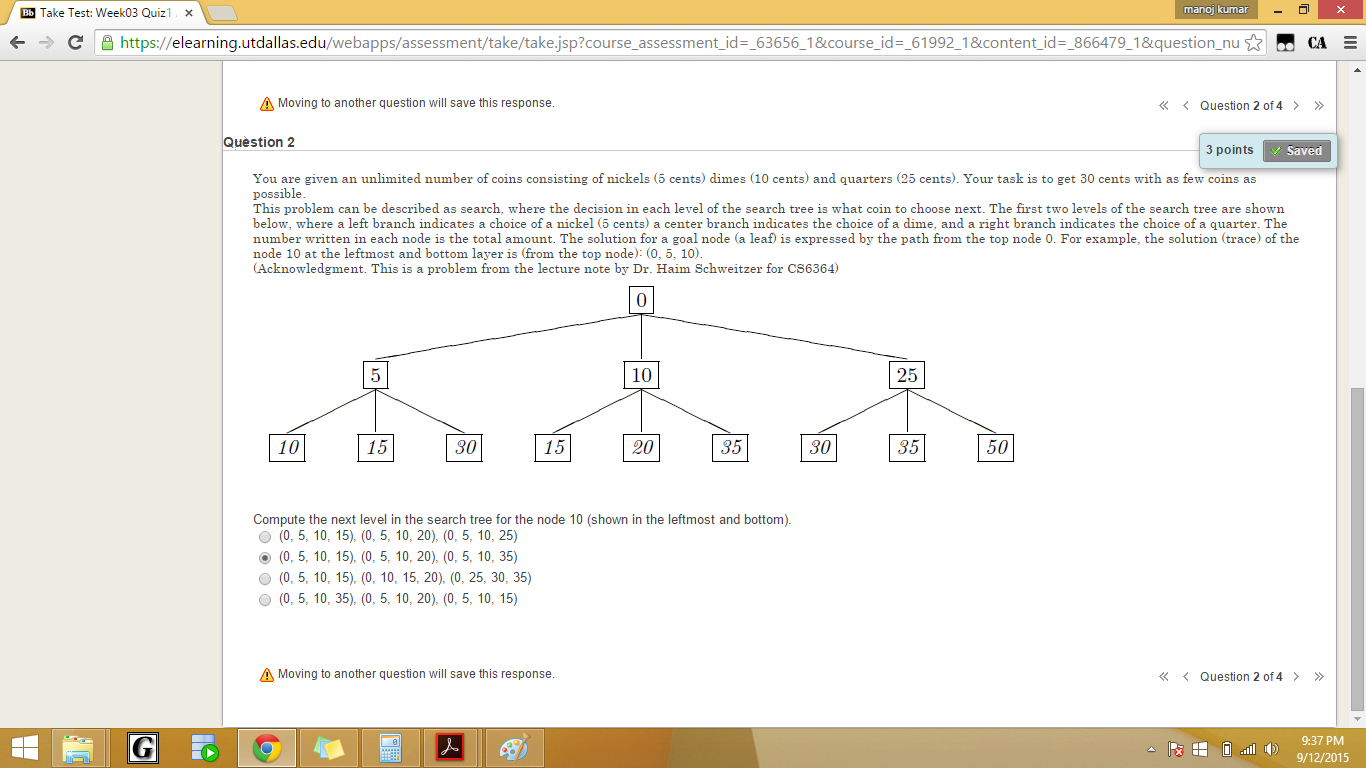 Take Test: Week03 Quiz1
manoj kumar
https://elearning.utdallas.edu/webapps/assessment/take/take.jsp?course_assessment_id=_63656_1&course_id=_61992_1&content_id=_866479_1&question_nu
CA
Moving to another question will save this response.
Question 2 of 4
Question 2
3 points
Saved
You are given an unlimited number of coins consisting of nickels (5 cents) dimes (10 cents) and quarters (25 cents). Your task is to get 30 cents with as few coins as
possible.
This problem can be described as search, where the decision in each level of the search tree is what coin to choose next. The first two levels of the search tree are shown
below, where a left branch indicates a choice of a nickel (5 cents) a center branch indicates the choice of a dime, and a right branch indicates the choice of a quarter. The
number written in each node is the total amount. The solution for a goal node (a leaf) is expressed by the path from the top node 0. For example, the solution (trace) of the
node 10 at the leftmost and bottom layer is (from the top node): (0, 5, 10).
(Acknowledgment. This is a problem from the lecture note by Dr. Haim Schweitzer for CS6364)
0
5 10 25
10 15 30 15 20 35 30 35 50
Compute the next level in the search tree for the node 10 (shown in the leftmost and bottom).
(0, 5, 10, 15), (0, 5, 10, 20), (0, 5, 10, 25)
(0, 5, 10, 15), (0, 5, 10, 20), (0, 5, 10, 35)
(0, 5, 10, 15), (0, 10, 15, 20), (0, 25, 30, 35)
(0, 5, 10, 35), (0, 5, 10, 20), (0, 5, 10, 15)
Moving to another question will save this response.
Question 2 of 4
G
9:37 PM
9/12/2015